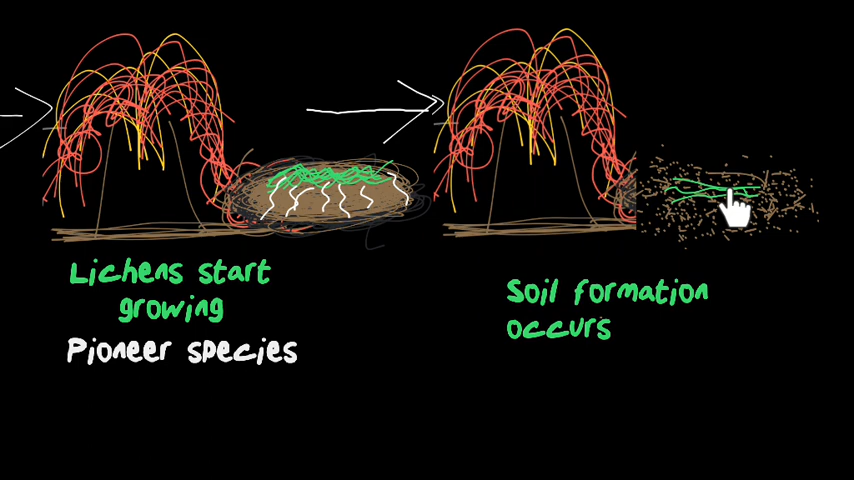 Lichens start
growing
Pioneer species
Soil formation
occurs